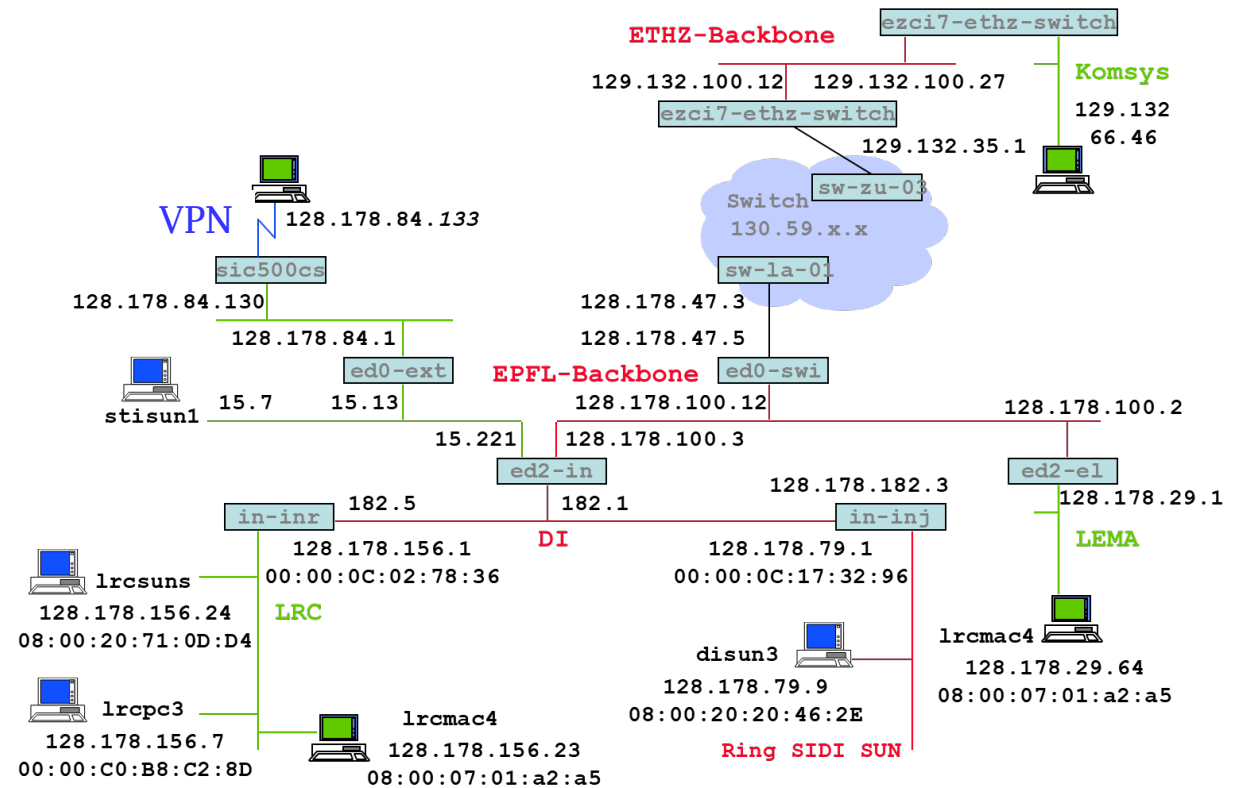 ezci7-ethz-switch
ETHZ-Backbone
Komsys
129.132.100.12
129.132.100.27
129.132
66.46
ezci7-ethz-switch
129.132.35.1
sw-zu-03
Switch
130.59.x.x
VPN
128.178.84.133
sic500cs
sw-la-01
128.178.84.130
128.178.47.3
128.178.84.1
128.178.47.5
ed0-ext
EPFL-Backbone
ed0-swi
stisun1
15.7
15.13
128.178.100.12
128.178.100.2
15.221
128.178.100.3
ed2-in
ed2-el
128.178.182.3
128.178.29.1
182.5
182.1
in-inr
in-inj
DI
LEMA
128.178.156.1
00:00:0C:02:78:36
128.178.79.1
00:00:0C:17:32:96
lrcsuns
128.178.156.24
08:00:20:71:0D:D4
LRC
lrcmac4
128.178.29.64
08:00:07:01:a2:a5
disun3
128.178.79.9
08:00:20:20:46:2E
lrcpc3
128.178.156.7
00:00:C0:B8:C2:8D
lrcmac4
128.178.156.23
08:00:07:01:a2:a5
Ring SIDI SUN